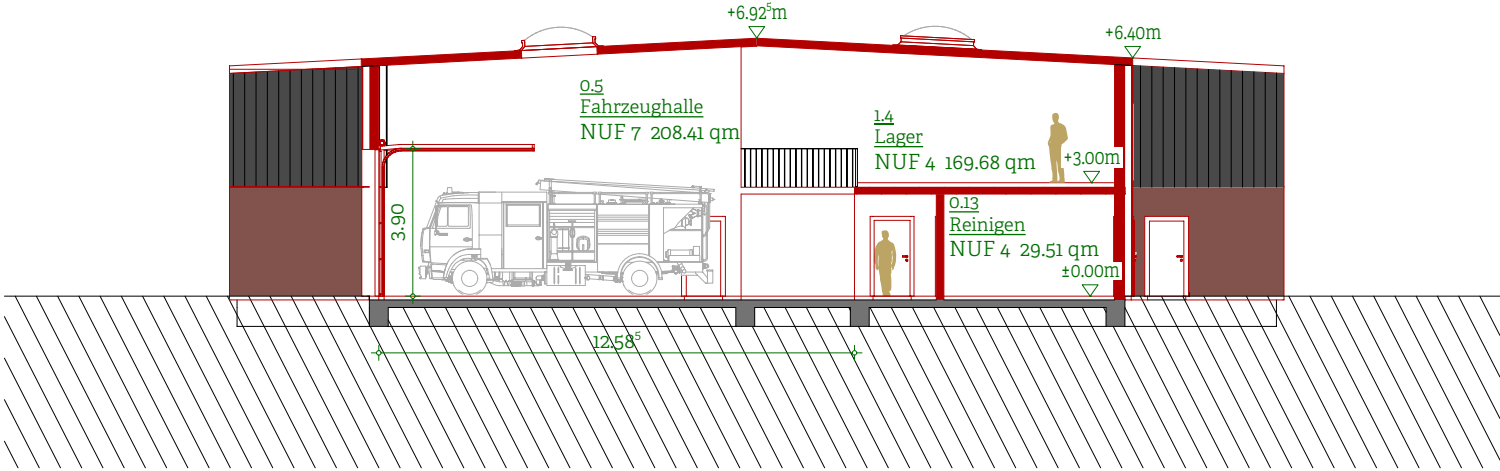 +6.92⁵m
+6.40m
0.5
Fahrzeughalle
NUF 7 208.41 qm
1.4
Lager
NUF 4 169.68 qm
+3.00m
3.90
0.13
Reinigen
NUF 4 29.51 qm
±0.00m
12.58⁵